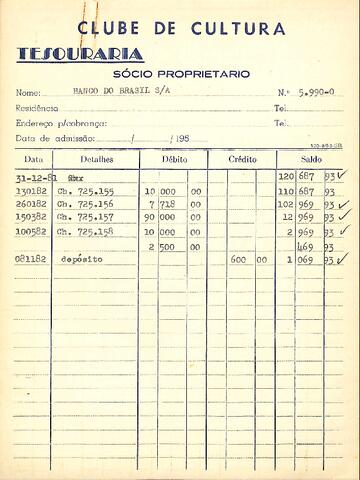 CLUBE DE CULTURA
TESOURARIA
SÓCIO PROPRIETARIO
Nome: BANCO DO BRASIL S/A N.º 5.990-0
Residência Tel.
Endereço p/cobrança: Tel.
Data de admissão: / / 195
Data Detalhes Débito Crédito Saldo
31-12-81 120 687 93 ✓
130182 Ch. 725.155 10 000 00 110 687 93
260182 Ch. 725.156 7 718 00 102 969 93 ✓
150382 Ch. 725.157 90 000 00 12 969 93 ✓
100582 Ch. 725.158 10 000 00 2 969 93 ✓
2 500 00 469 93
081182 depósito 600 00 1 069 93 ✓